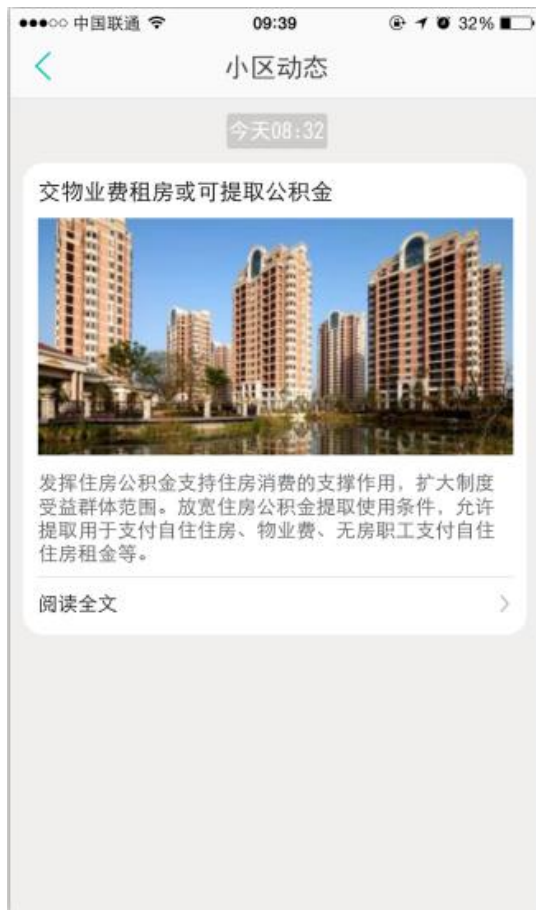 中国联通 09:39 32%
小区动态
今天08:32
交物业费租房或可提取公积金
发挥住房公积金支持住房消费的支撑作用，扩大制度
受益群体范围。放宽住房公积金提取使用条件，允许
提取用于支付自住住房、物业费、无房职工支付自住
住房租金等。
阅读全文